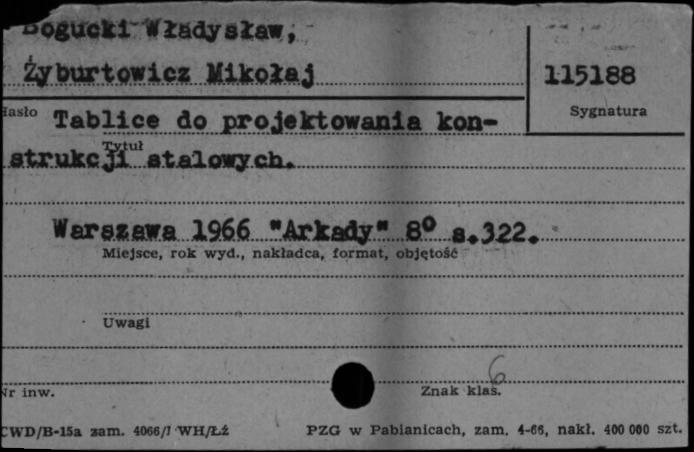 Bogucki Władysław,
Żyburtowicz Mikołaj
115188
Hasło
Sygnatura
Tablice do projektowania kon-
Tytuł
strukcji stalowych.
Warszawa 1966 "Arkady" 8º s.322.
Miejsce, rok wyd., nakładca, format, objętość
Uwagi
6
Nr inw.
Znak klas.
CWD/B-15a zam. 4066/I WH/Łż
PZG w Pabianicach, zam. 4-66, nakł. 400 000 szt.